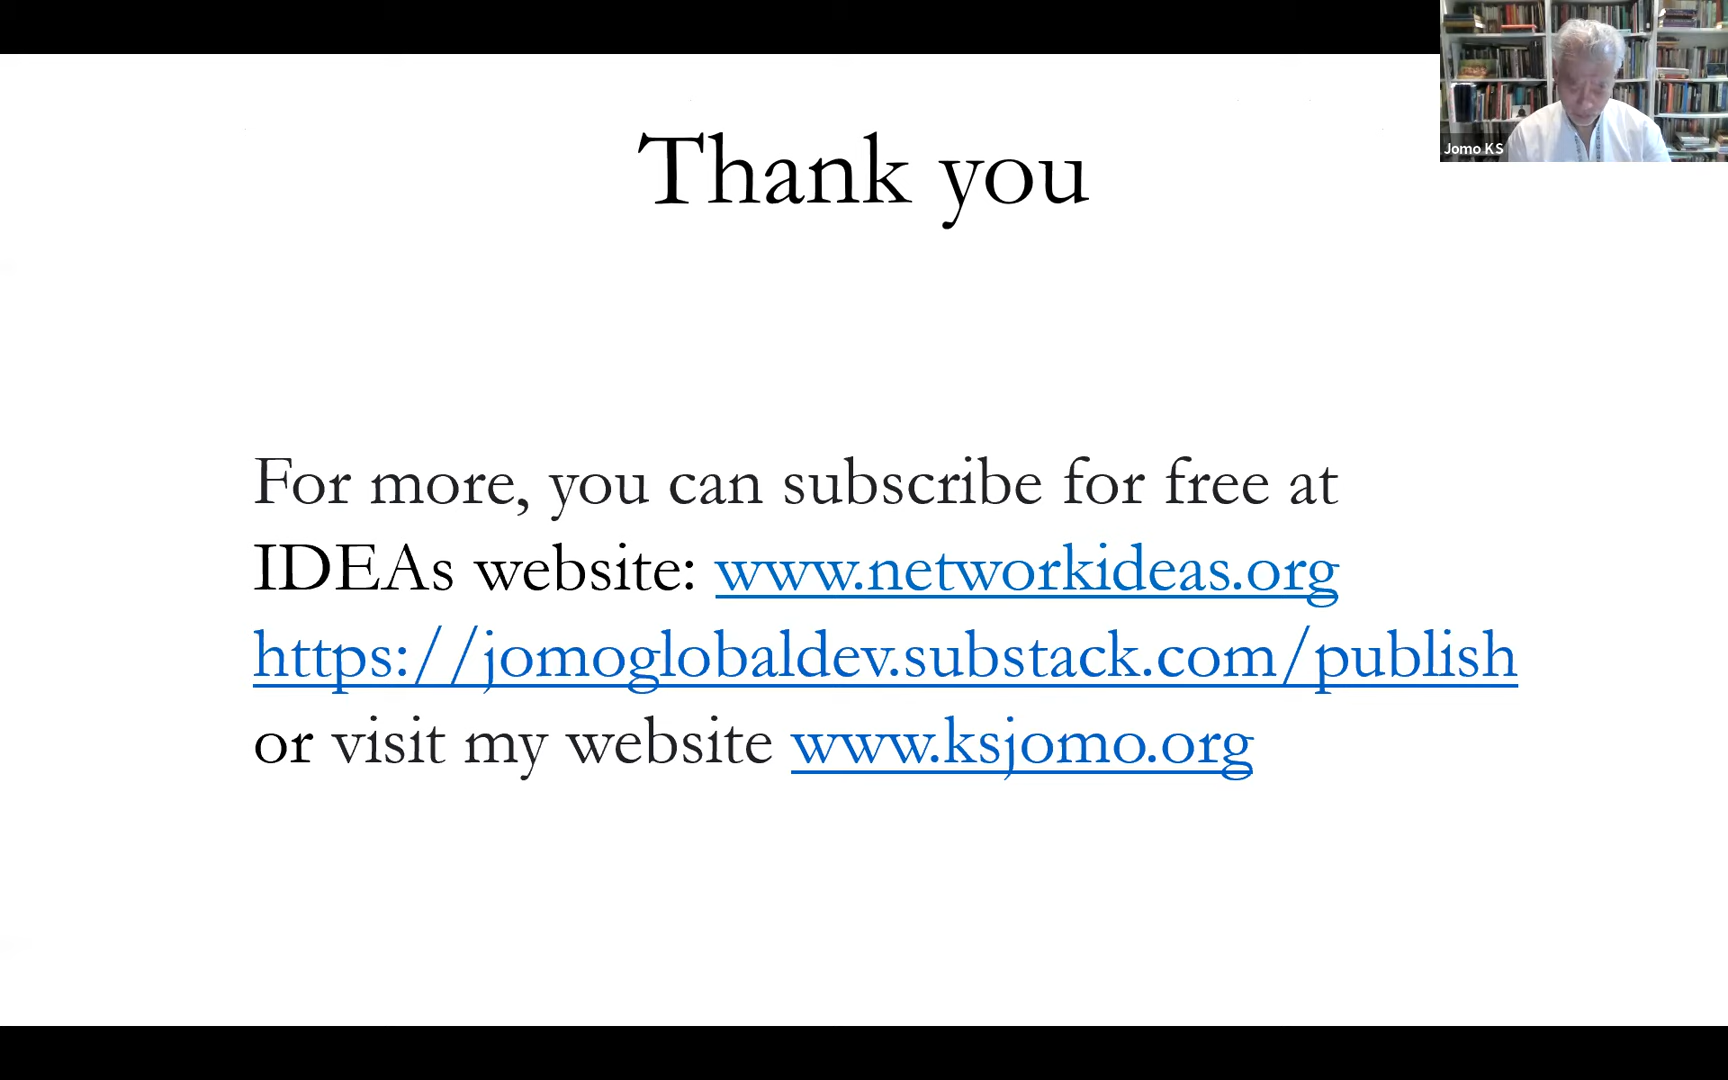 Jomo KS
Thank you
For more, you can subscribe for free at
IDEAs website: www.networkideas.org
https://jomoglobaldev.substack.com/publish
or visit my website www.ksjomo.org